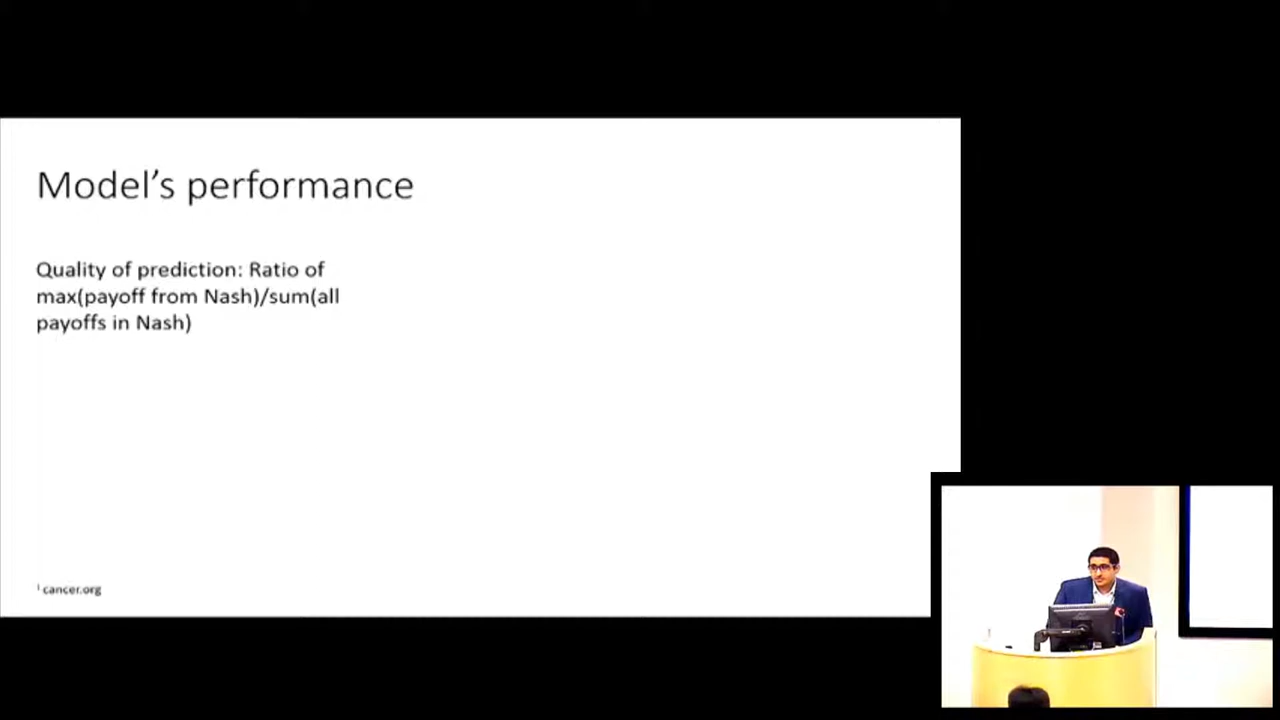 Model's performance
Quality of prediction: Ratio of
max(payoff from Nash)/sum(all
payoffs in Nash)
¹ cancer.org